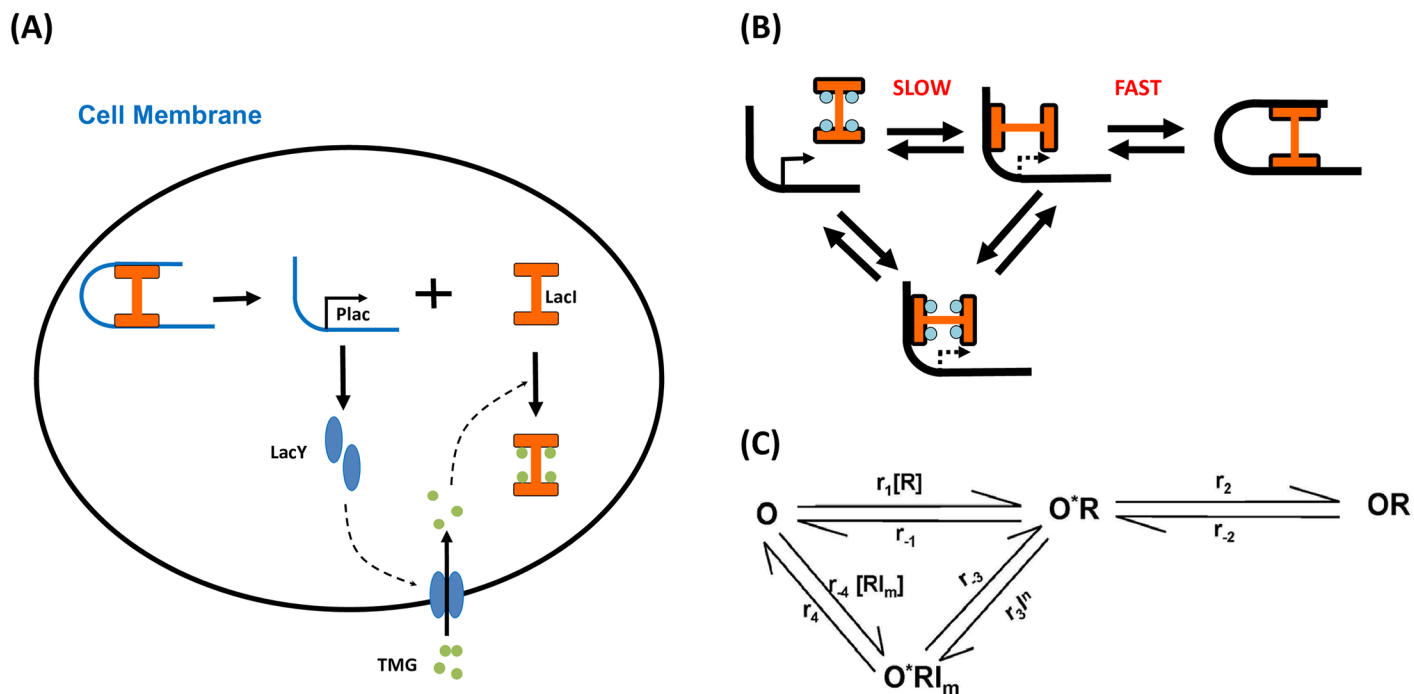 (A)
Cell Membrane
Plac
+
LacI
LacY
TMG
(B)
SLOW
FAST
(C)
O
r₁[R]
r₋₁
O*R
r₂
r₋₂
OR
r₋₄ [RIₘ]
r₄
r₋₃
r₃Iⁿ
O*RIₘ